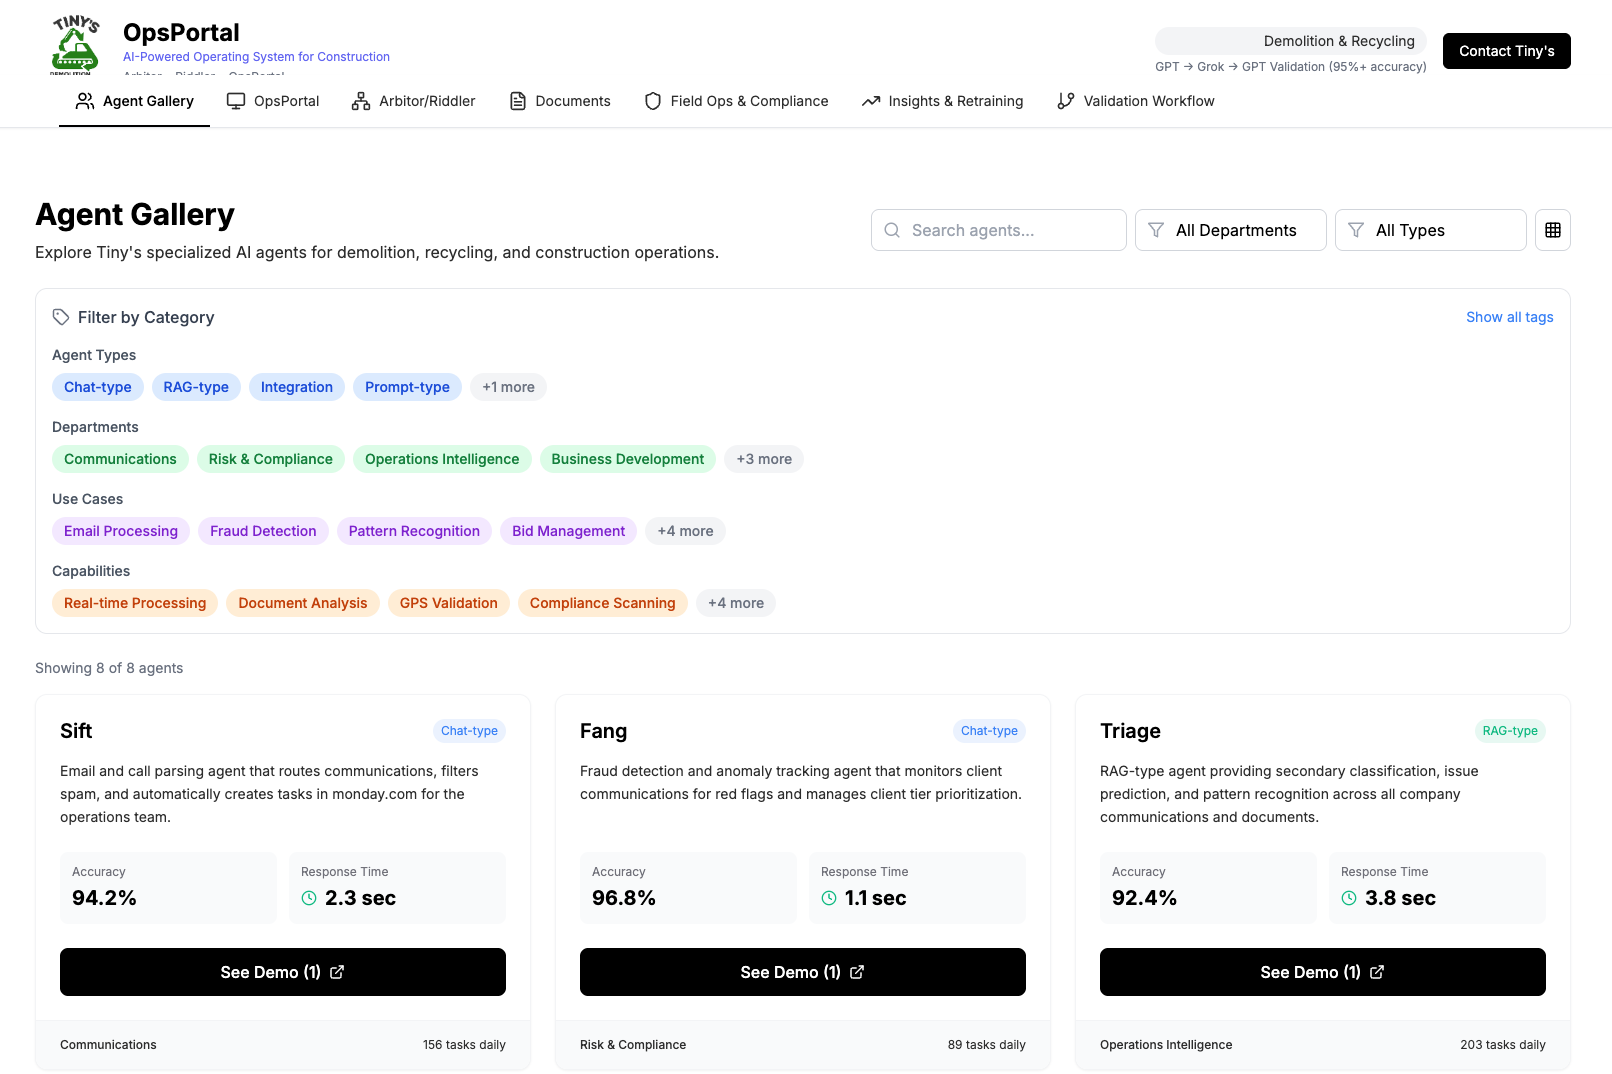 TINY'S
DEMOLITION
OpsPortal
AI-Powered Operating System for Construction
Demolition & Recycling
GPT → Grok → GPT Validation (95%+ accuracy)
Contact Tiny's
Agent Gallery
OpsPortal
Arbitor/Riddler
Documents
Field Ops & Compliance
Insights & Retraining
Validation Workflow
Agent Gallery
Explore Tiny's specialized AI agents for demolition, recycling, and construction operations.
Search agents...
All Departments
All Types
Filter by Category
Show all tags
Agent Types
Chat-type RAG-type Integration Prompt-type +1 more
Departments
Communications Risk & Compliance Operations Intelligence Business Development +3 more
Use Cases
Email Processing Fraud Detection Pattern Recognition Bid Management +4 more
Capabilities
Real-time Processing Document Analysis GPS Validation Compliance Scanning +4 more
Showing 8 of 8 agents
Sift
Chat-type
Email and call parsing agent that routes communications, filters
spam, and automatically creates tasks in monday.com for the
operations team.
Accuracy
94.2%
Response Time
2.3 sec
See Demo (1)
Communications
156 tasks daily
Fang
Chat-type
Fraud detection and anomaly tracking agent that monitors client
communications for red flags and manages client tier prioritization.
Accuracy
96.8%
Response Time
1.1 sec
See Demo (1)
Risk & Compliance
89 tasks daily
Triage
RAG-type
RAG-type agent providing secondary classification, issue
prediction, and pattern recognition across all company
communications and documents.
Accuracy
92.4%
Response Time
3.8 sec
See Demo (1)
Operations Intelligence
203 tasks daily